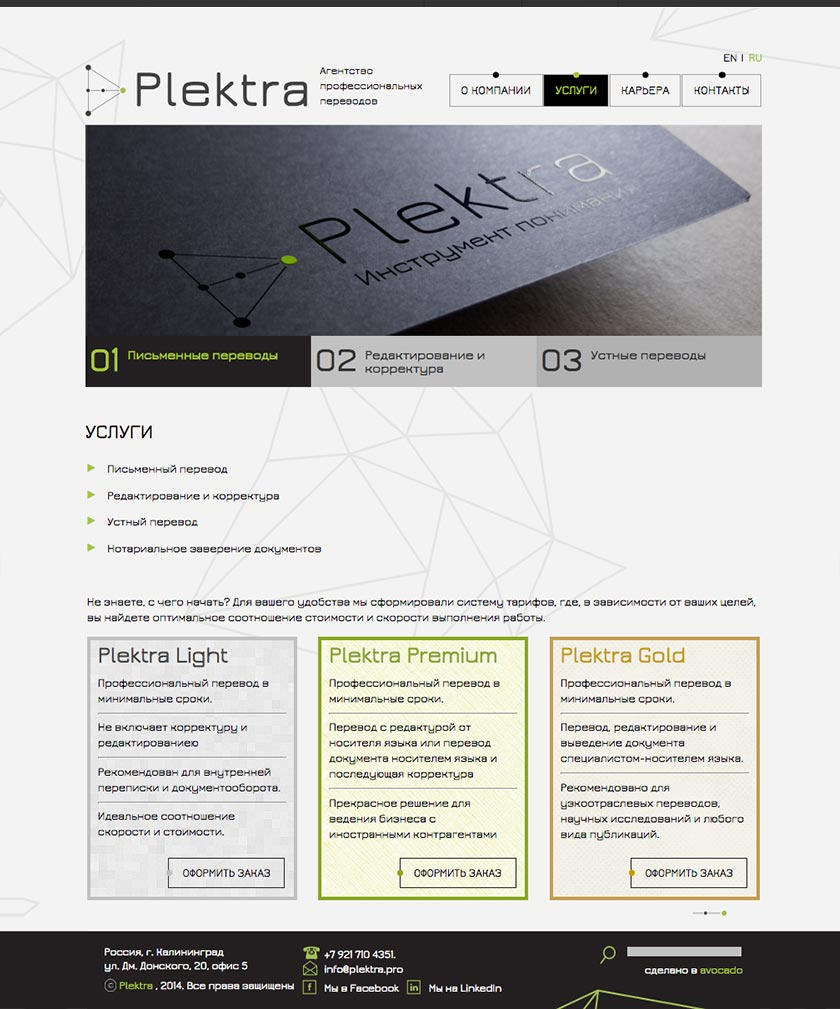 EN | RU
Plektra
Агентство
профессиональных
переводов
О КОМПАНИИ
УСЛУГИ
КАРЬЕРА
КОНТАКТЫ
Plektra
Инструмент понимания
01 Письменные переводы
02 Редактирование и
корректура
03 Устные переводы
УСЛУГИ
Письменный перевод
Редактирование и корректура
Устный перевод
Нотариальное заверение документов
Не знаете, с чего начать? Для вашего удобства мы сформировали систему тарифов, где, в зависимости от ваших целей,
вы найдете оптимальное соотношение стоимости и скорости выполнения работы.
Plektra Light
Профессиональный перевод в
минимальные сроки.
Не включает корректуру и
редактированиею
Рекомендован для внутренней
переписки и документооборота.
Идеальное соотношение
скорости и стоимости.
ОФОРМИТЬ ЗАКАЗ
Plektra Premium
Профессиональный перевод в
минимальные сроки.
Перевод с редактурой от
носителя языка или перевод
документа носителем языка и
последующая корректура
Прекрасное решение для
ведения бизнеса с
иностранными контрагентами
ОФОРМИТЬ ЗАКАЗ
Plektra Gold
Профессиональный перевод в
минимальные сроки.
Перевод, редактирование и
выведение документа
специалистом-носителем языка.
Рекомендовано для
узкоотраслевых переводов,
научных исследований и любого
вида публикаций.
ОФОРМИТЬ ЗАКАЗ
Россия, г. Калининград
ул. Дм. Донского, 20, офис 5
© Plektra , 2014. Все права защищены
+7 921 710 4351.
info@plektra.pro
f Мы в Facebook in Мы на LinkedIn
сделано в avocado